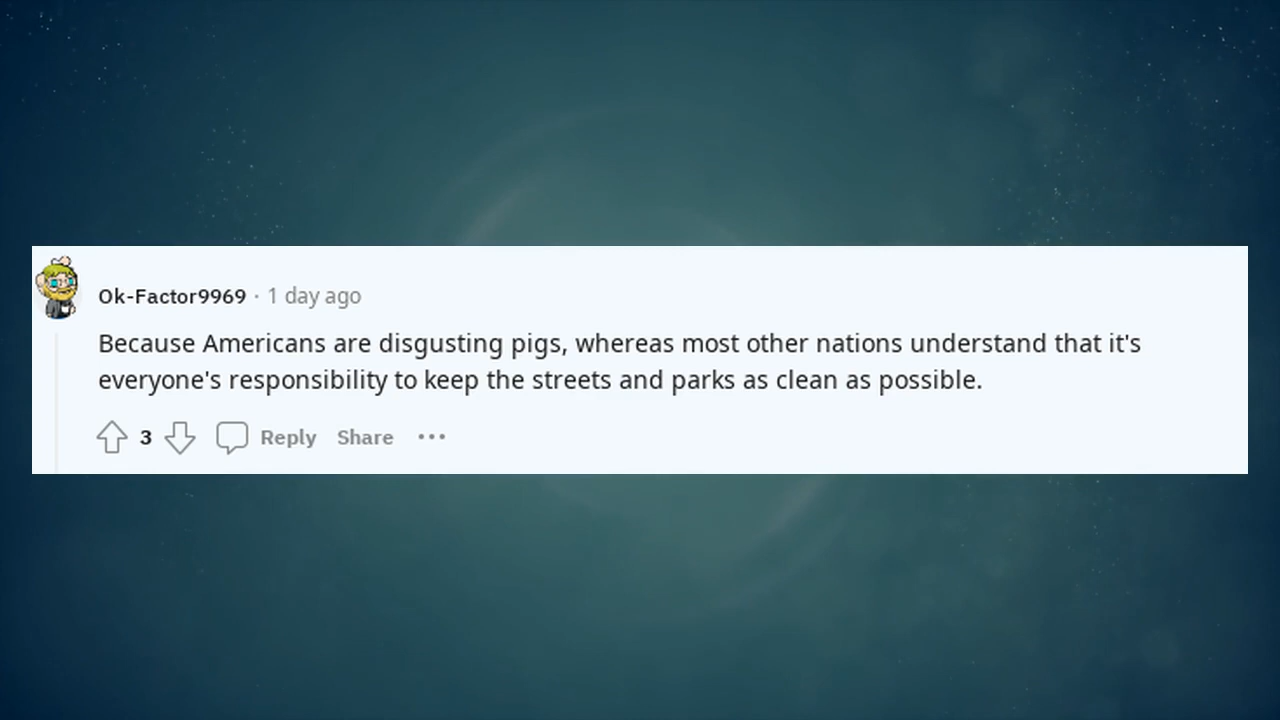 Ok-Factor9969 · 1 day ago
Because Americans are disgusting pigs, whereas most other nations understand that it's
everyone's responsibility to keep the streets and parks as clean as possible.
3 Reply Share •••